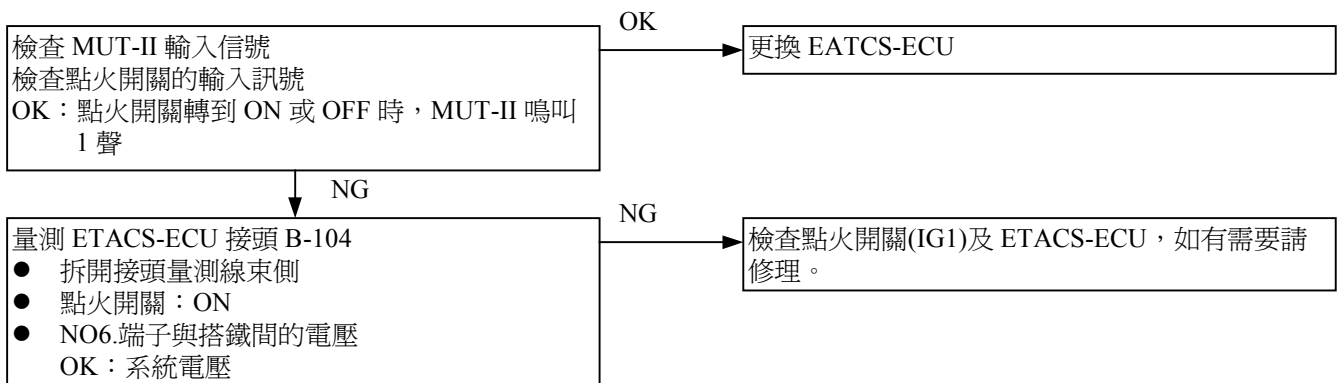 檢查 MUT-II 輸入信號
檢查點火開關的輸入訊號
OK：點火開關轉到 ON 或 OFF 時，MUT-II 鳴叫
1 聲
OK
更換 EATCS-ECU
NG
量測 ETACS-ECU 接頭 B-104
● 拆開接頭量測線束側
● 點火開關：ON
● NO6.端子與搭鐵間的電壓
OK：系統電壓
NG
檢查點火開關(IG1)及 ETACS-ECU，如有需要請
修理。